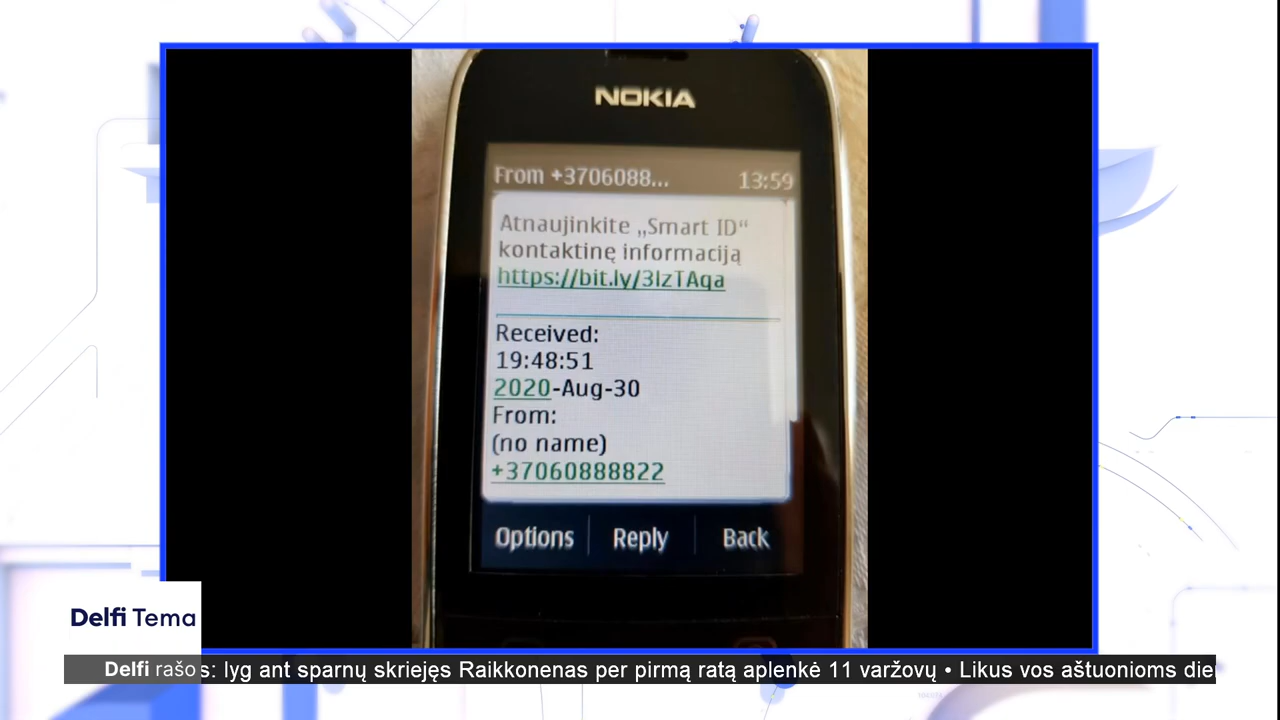 NOKIA
From +3706088...
13:59
Atnaujinkite „Smart ID“
kontaktinę informaciją
https://bit.ly/3lzTAqa
Received:
19:48:51
2020-Aug-30
From:
(no name)
+37060888822
Options Reply Back
Delfi Tema
Delfi rašo s: lyg ant sparnų skriejęs Raikkonenas per pirmą ratą aplenkė 11 varžovų • Likus vos aštuonioms dier